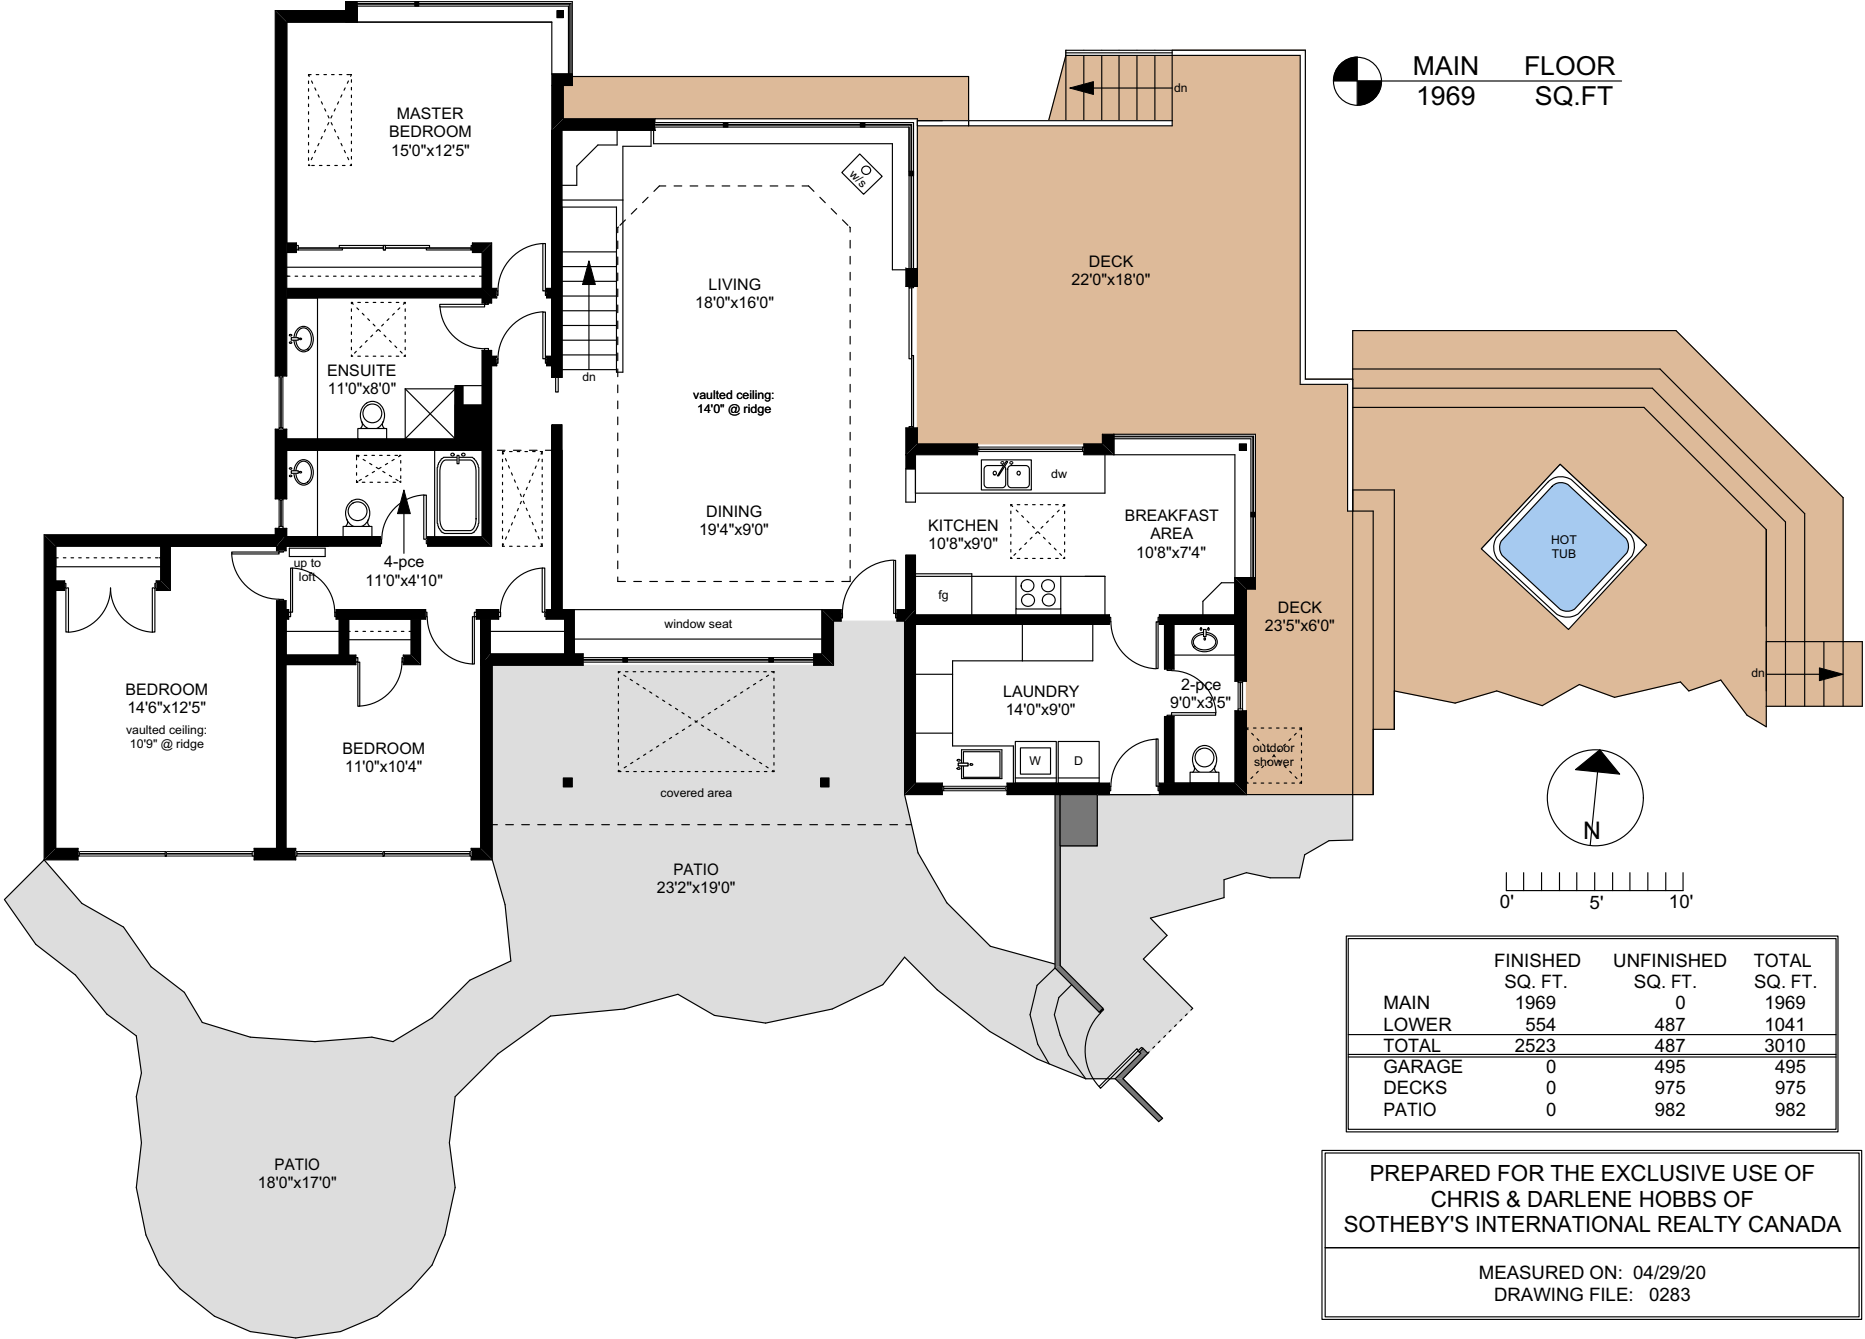 MAIN FLOOR
1969 SQ.FT
MASTER
BEDROOM
15'0"x12'5"
dn
w/s
DECK
22'0"x18'0"
LIVING
18'0"x16'0"
ENSUITE
11'0"x8'0"
dn
vaulted ceiling:
14'0" @ ridge
dw
DINING
19'4"x9'0"
KITCHEN
10'8"x9'0"
BREAKFAST
AREA
10'8"x7'4"
HOT
TUB
up to
loft
4-pce
11'0"x4'10"
fg
DECK
23'5"x6'0"
window seat
dn
BEDROOM
14'6"x12'5"
vaulted ceiling:
10'9" @ ridge
LAUNDRY
14'0"x9'0"
2-pce
9'0"x3'5"
BEDROOM
11'0"x10'4"
outdoor
shower
W
D
covered area
N
PATIO
23'2"x19'0"
0' 5' 10'
FINISHED UNFINISHED TOTAL
SQ. FT. SQ. FT. SQ. FT.
MAIN 1969 0 1969
LOWER 554 487 1041
TOTAL 2523 487 3010
GARAGE 0 495 495
DECKS 0 975 975
PATIO 0 982 982
PATIO
18'0"x17'0"
PREPARED FOR THE EXCLUSIVE USE OF
CHRIS & DARLENE HOBBS OF
SOTHEBY'S INTERNATIONAL REALTY CANADA
MEASURED ON: 04/29/20
DRAWING FILE: 0283